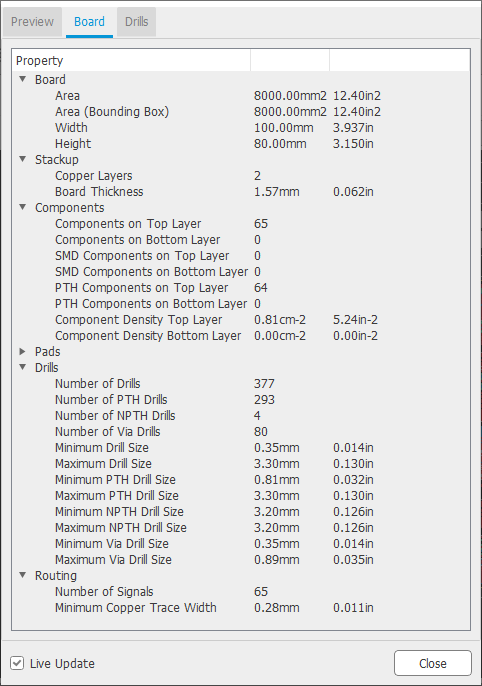 Preview Board Drills
Property
Board
Area 8000.00mm2 12.40in2
Area (Bounding Box) 8000.00mm2 12.40in2
Width 100.00mm 3.937in
Height 80.00mm 3.150in
Stackup
Copper Layers 2
Board Thickness 1.57mm 0.062in
Components
Components on Top Layer 65
Components on Bottom Layer 0
SMD Components on Top Layer 0
SMD Components on Bottom Layer 0
PTH Components on Top Layer 64
PTH Components on Bottom Layer 0
Component Density Top Layer 0.81cm-2 5.24in-2
Component Density Bottom Layer 0.00cm-2 0.00in-2
Pads
Drills
Number of Drills 377
Number of PTH Drills 293
Number of NPTH Drills 4
Number of Via Drills 80
Minimum Drill Size 0.35mm 0.014in
Maximum Drill Size 3.30mm 0.130in
Minimum PTH Drill Size 0.81mm 0.032in
Maximum PTH Drill Size 3.30mm 0.130in
Minimum NPTH Drill Size 3.20mm 0.126in
Maximum NPTH Drill Size 3.20mm 0.126in
Minimum Via Drill Size 0.35mm 0.014in
Maximum Via Drill Size 0.89mm 0.035in
Routing
Number of Signals 65
Minimum Copper Trace Width 0.28mm 0.011in
Live Update Close